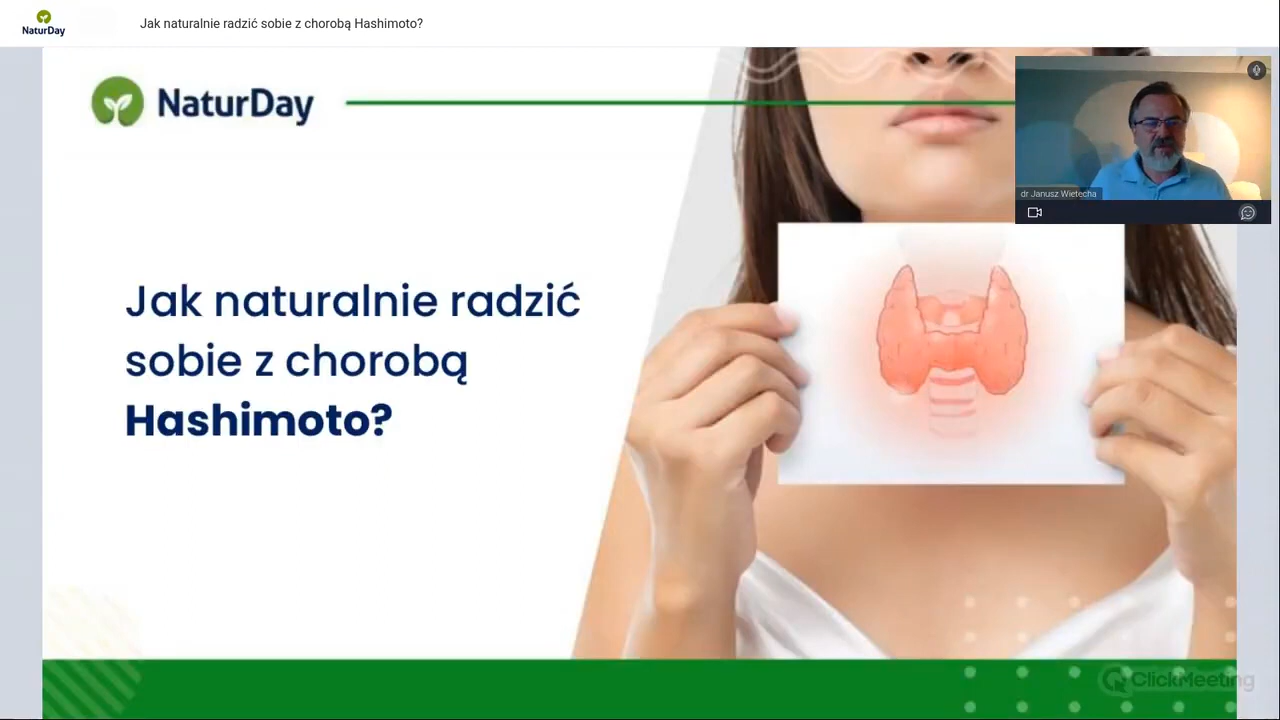 NaturDay
Jak naturalnie radzić sobie z chorobą Hashimoto?
NaturDay
dr Janusz Wietecha
Jak naturalnie radzić
sobie z chorobą
Hashimoto?
ClickMeeting